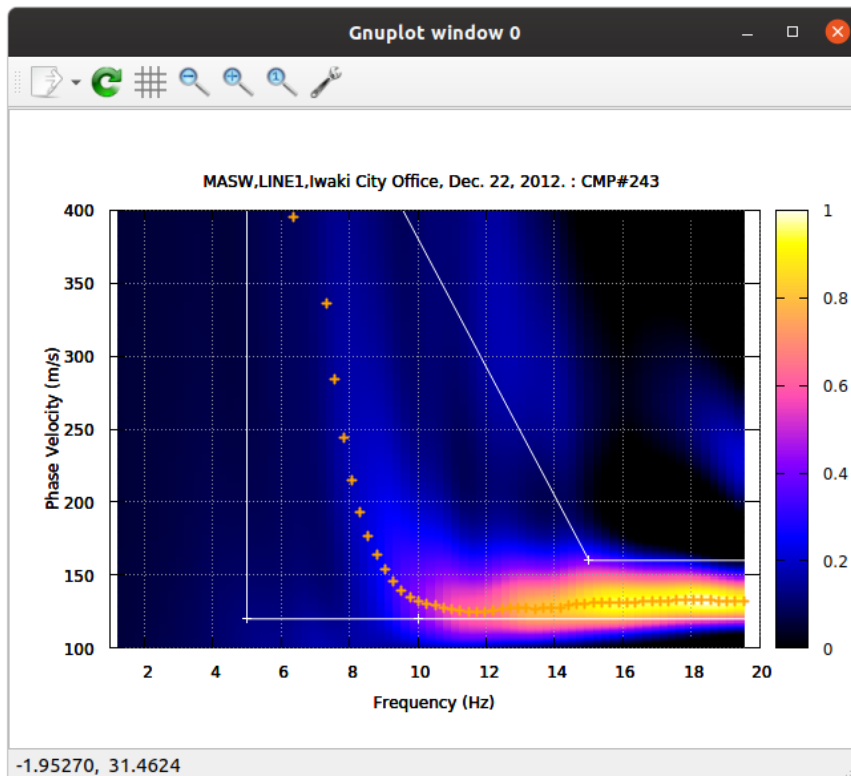 Gnuplot window 0
MASW,LINE1,Iwaki City Office, Dec. 22, 2012. : CMP#243
400
350
300
250
200
150
100
Phase Velocity (m/s)
2 4 6 8 10 12 14 16 18 20
Frequency (Hz)
1
0.8
0.6
0.4
0.2
0
-1.95270, 31.4624